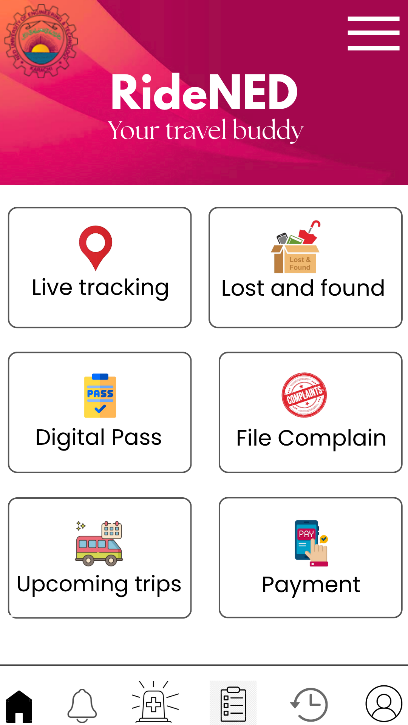 RideNED
Your travel buddy
Live tracking
Lost &
Found
Lost and found
PASS
Digital Pass
COMPLAINTS
File Complain
Upcoming trips
PAY
Payment